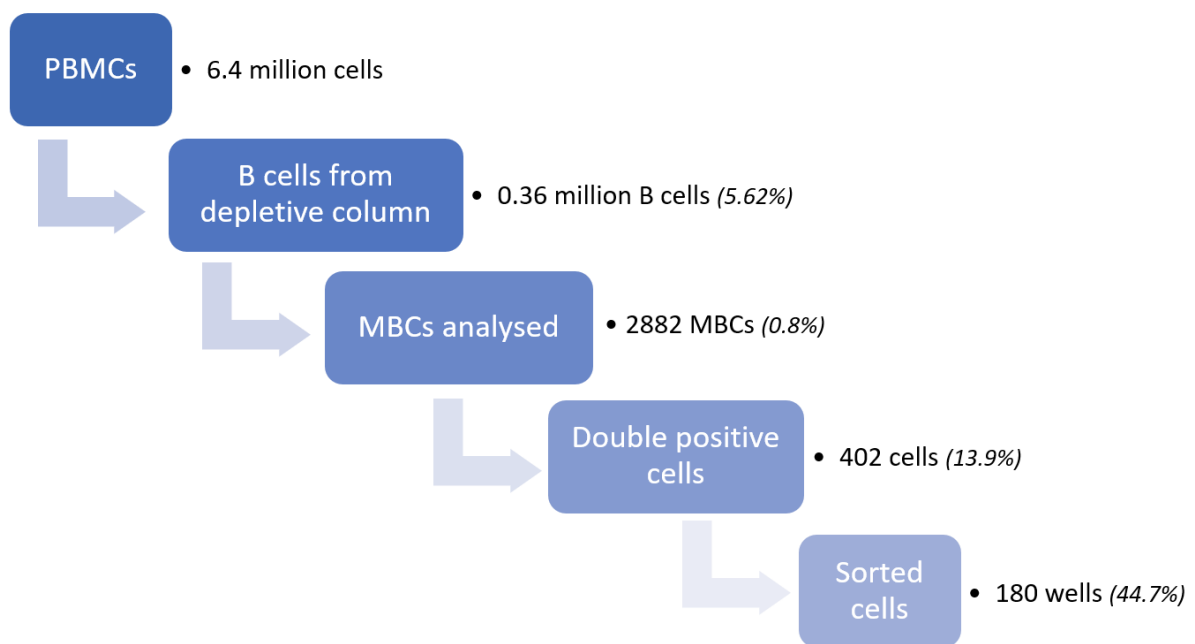 PBMCs
• 6.4 million cells
B cells from
depletive column
• 0.36 million B cells (5.62%)
MBCs analysed
• 2882 MBCs (0.8%)
Double positive
cells
• 402 cells (13.9%)
Sorted
cells
• 180 wells (44.7%)